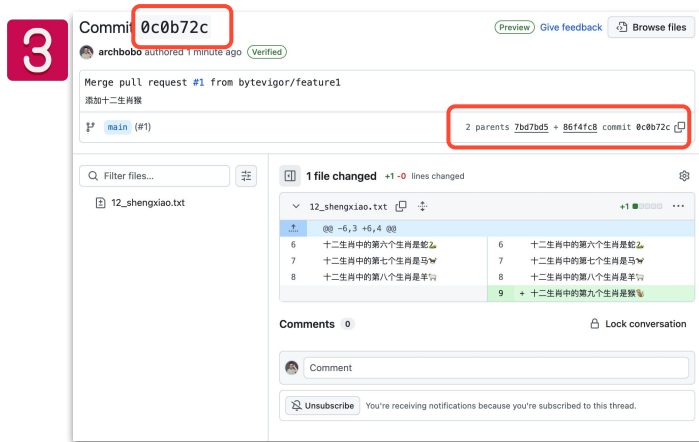 3
Commit 0c0b72c
Preview Give feedback Browse files
archbobo authored 1 minute ago Verified
Merge pull request #1 from bytevigor/feature1
添加十二生肖猴
main (#1)
2 parents 7bd7bd5 + 86f4fc8 commit 0c0b72c
Filter files...
12_shengxiao.txt
1 file changed +1 -0 lines changed
12_shengxiao.txt +1
@@ -6,3 +6,4 @@
6 十二生肖中的第六个生肖是蛇🐍 6 十二生肖中的第六个生肖是蛇🐍
7 十二生肖中的第七个生肖是马🐎 7 十二生肖中的第七个生肖是马🐎
8 十二生肖中的第八个生肖是羊🐐 8 十二生肖中的第八个生肖是羊🐐
9 + 十二生肖中的第九个生肖是猴🐒
Comments 0
Lock conversation
Comment
Unsubscribe You're receiving notifications because you're subscribed to this thread.